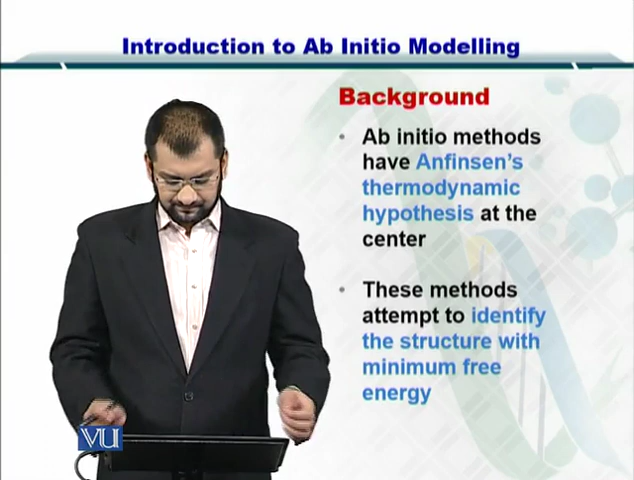 Introduction to Ab Initio Modelling
Background
• Ab initio methods
have Anfinsen's
thermodynamic
hypothesis at the
center
• These methods
attempt to identify
the structure with
minimum free
energy
VU